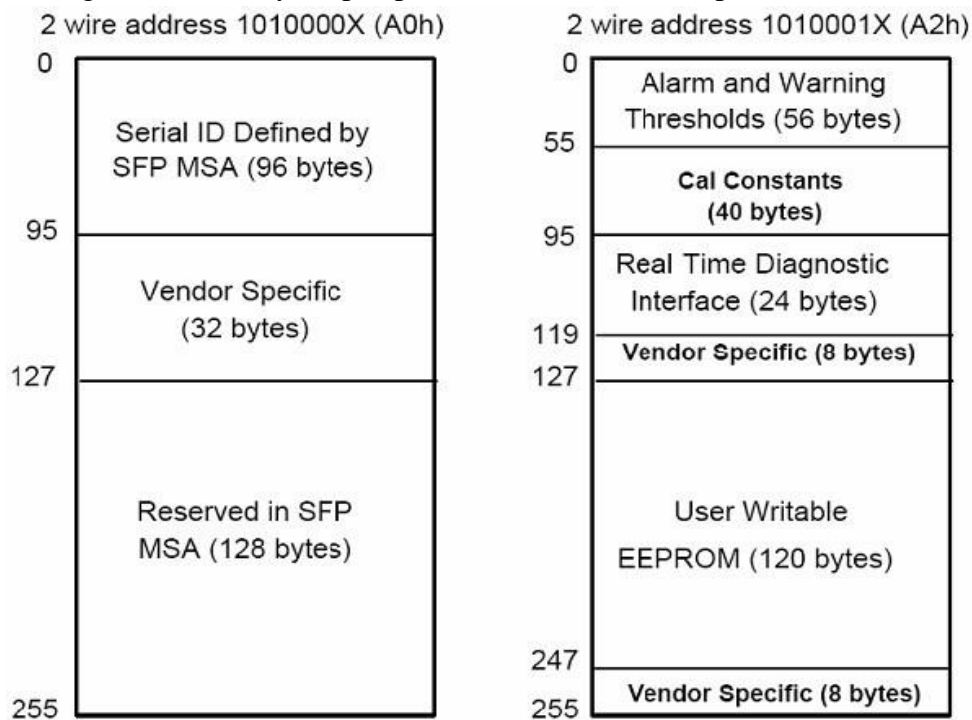 2 wire address 1010000X (A0h)
0
Serial ID Defined by
SFP MSA (96 bytes)
95
Vendor Specific
(32 bytes)
127
Reserved in SFP
MSA (128 bytes)
255
2 wire address 1010001X (A2h)
0
Alarm and Warning
Thresholds (56 bytes)
55
Cal Constants
(40 bytes)
95
Real Time Diagnostic
Interface (24 bytes)
119
Vendor Specific (8 bytes)
127
User Writable
EEPROM (120 bytes)
247
Vendor Specific (8 bytes)
255